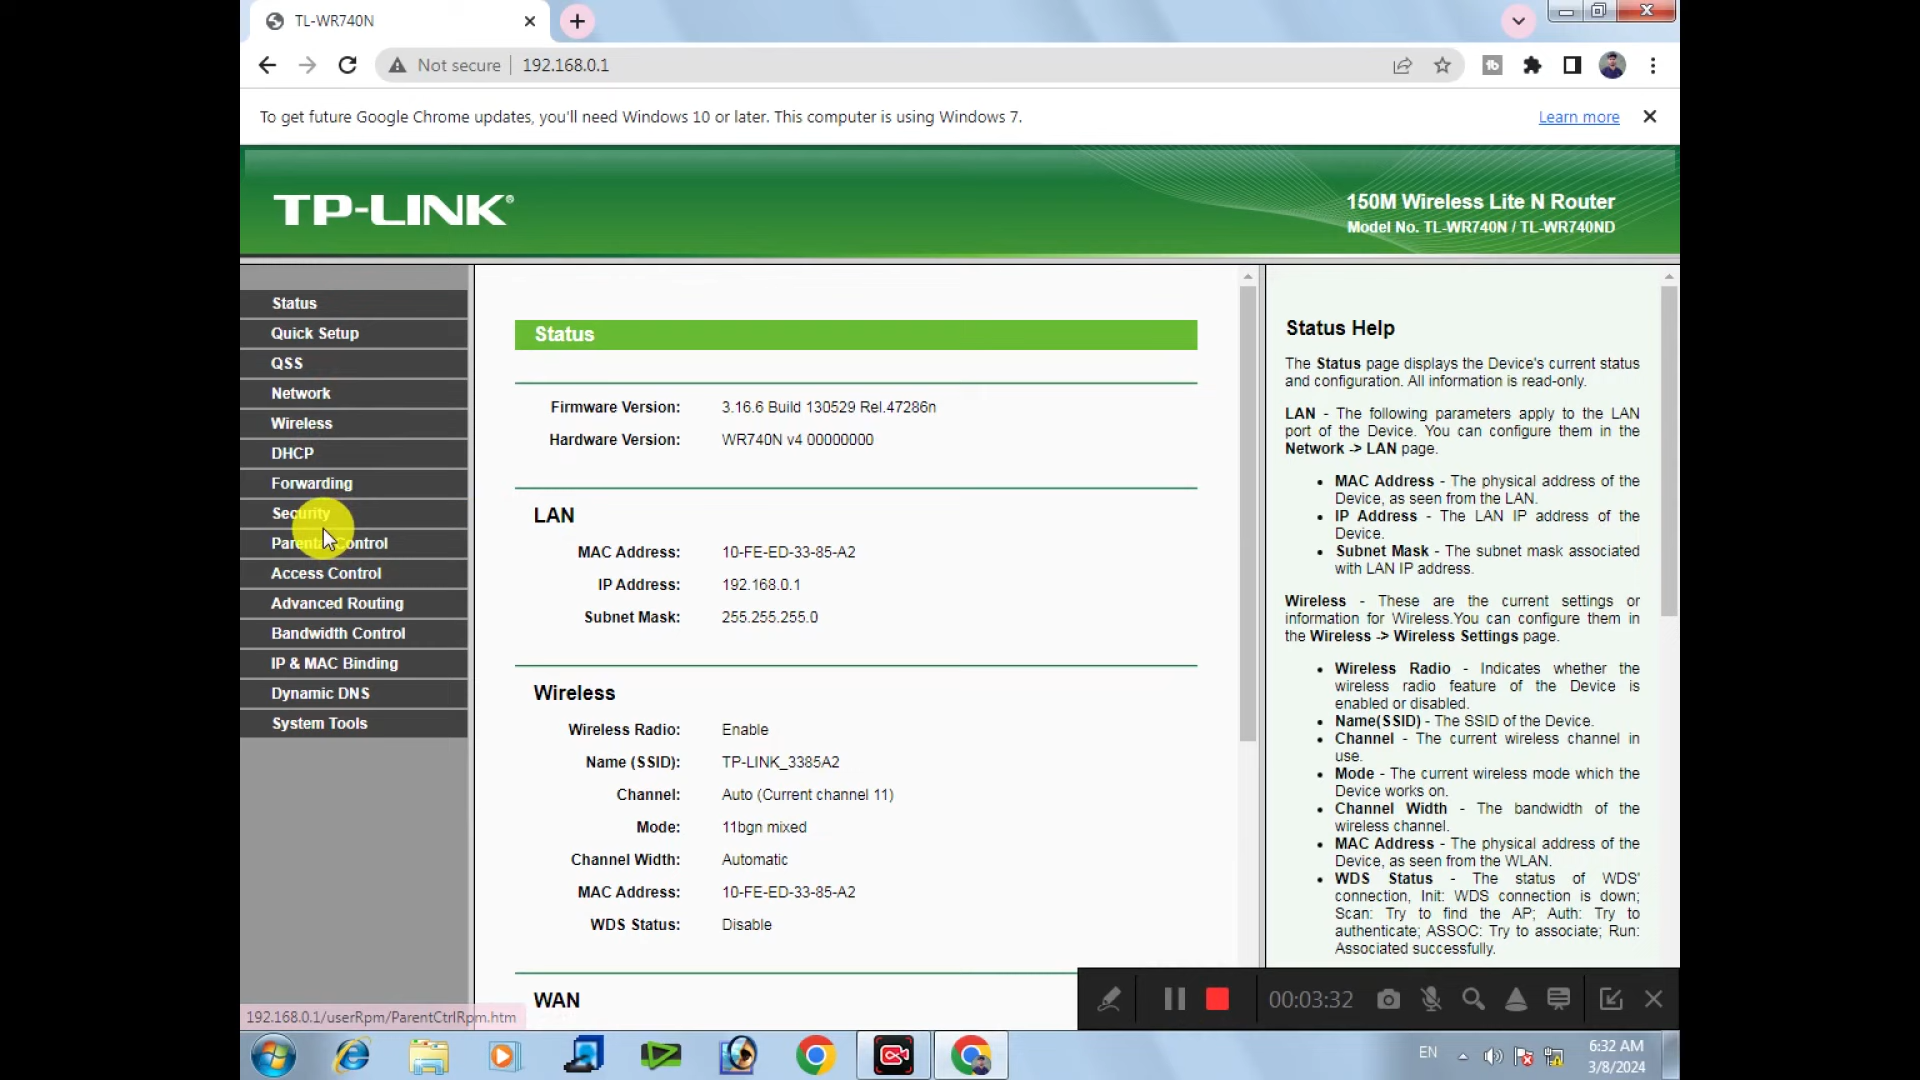 TL-WR740N
Not secure
192.168.0.1
To get future Google Chrome updates, you'll need Windows 10 or later. This computer is using Windows 7.
Learn more
TP-LINK®
150M Wireless Lite N Router
Model No. TL-WR740N / TL-WR740ND
Status
Quick Setup
QSS
Network
Wireless
DHCP
Forwarding
Security
Parental Control
Access Control
Advanced Routing
Bandwidth Control
IP & MAC Binding
Dynamic DNS
System Tools
Status
Firmware Version: 3.16.6 Build 130529 Rel.47286n
Hardware Version: WR740N v4 00000000
LAN
MAC Address: 10-FE-ED-33-85-A2
IP Address: 192.168.0.1
Subnet Mask: 255.255.255.0
Wireless
Wireless Radio: Enable
Name (SSID): TP-LINK_3385A2
Channel: Auto (Current channel 11)
Mode: 11bgn mixed
Channel Width: Automatic
MAC Address: 10-FE-ED-33-85-A2
WDS Status: Disable
WAN
Status Help
The Status page displays the Device's current status
and configuration. All information is read-only.
LAN - The following parameters apply to the LAN
port of the Device. You can configure them in the
Network -> LAN page.
• MAC Address - The physical address of the
Device, as seen from the LAN.
• IP Address - The LAN IP address of the
Device.
• Subnet Mask - The subnet mask associated
with LAN IP address.
Wireless - These are the current settings or
information for Wireless.You can configure them in
the Wireless -> Wireless Settings page.
• Wireless Radio - Indicates whether the
wireless radio feature of the Device is
enabled or disabled.
• Name(SSID) - The SSID of the Device.
• Channel - The current wireless channel in
use.
• Mode - The current wireless mode which the
Device works on.
• Channel Width - The bandwidth of the
wireless channel.
• MAC Address - The physical address of the
Device, as seen from the WLAN.
• WDS Status - The status of WDS'
connection, Init: WDS connection is down;
Scan: Try to find the AP; Auth: Try to
authenticate; ASSOC: Try to associate; Run:
Associated successfully.
00:03:32
192.168.0.1/userRpm/ParentCtrlRpm.htm
EN
6:32 AM
3/8/2024